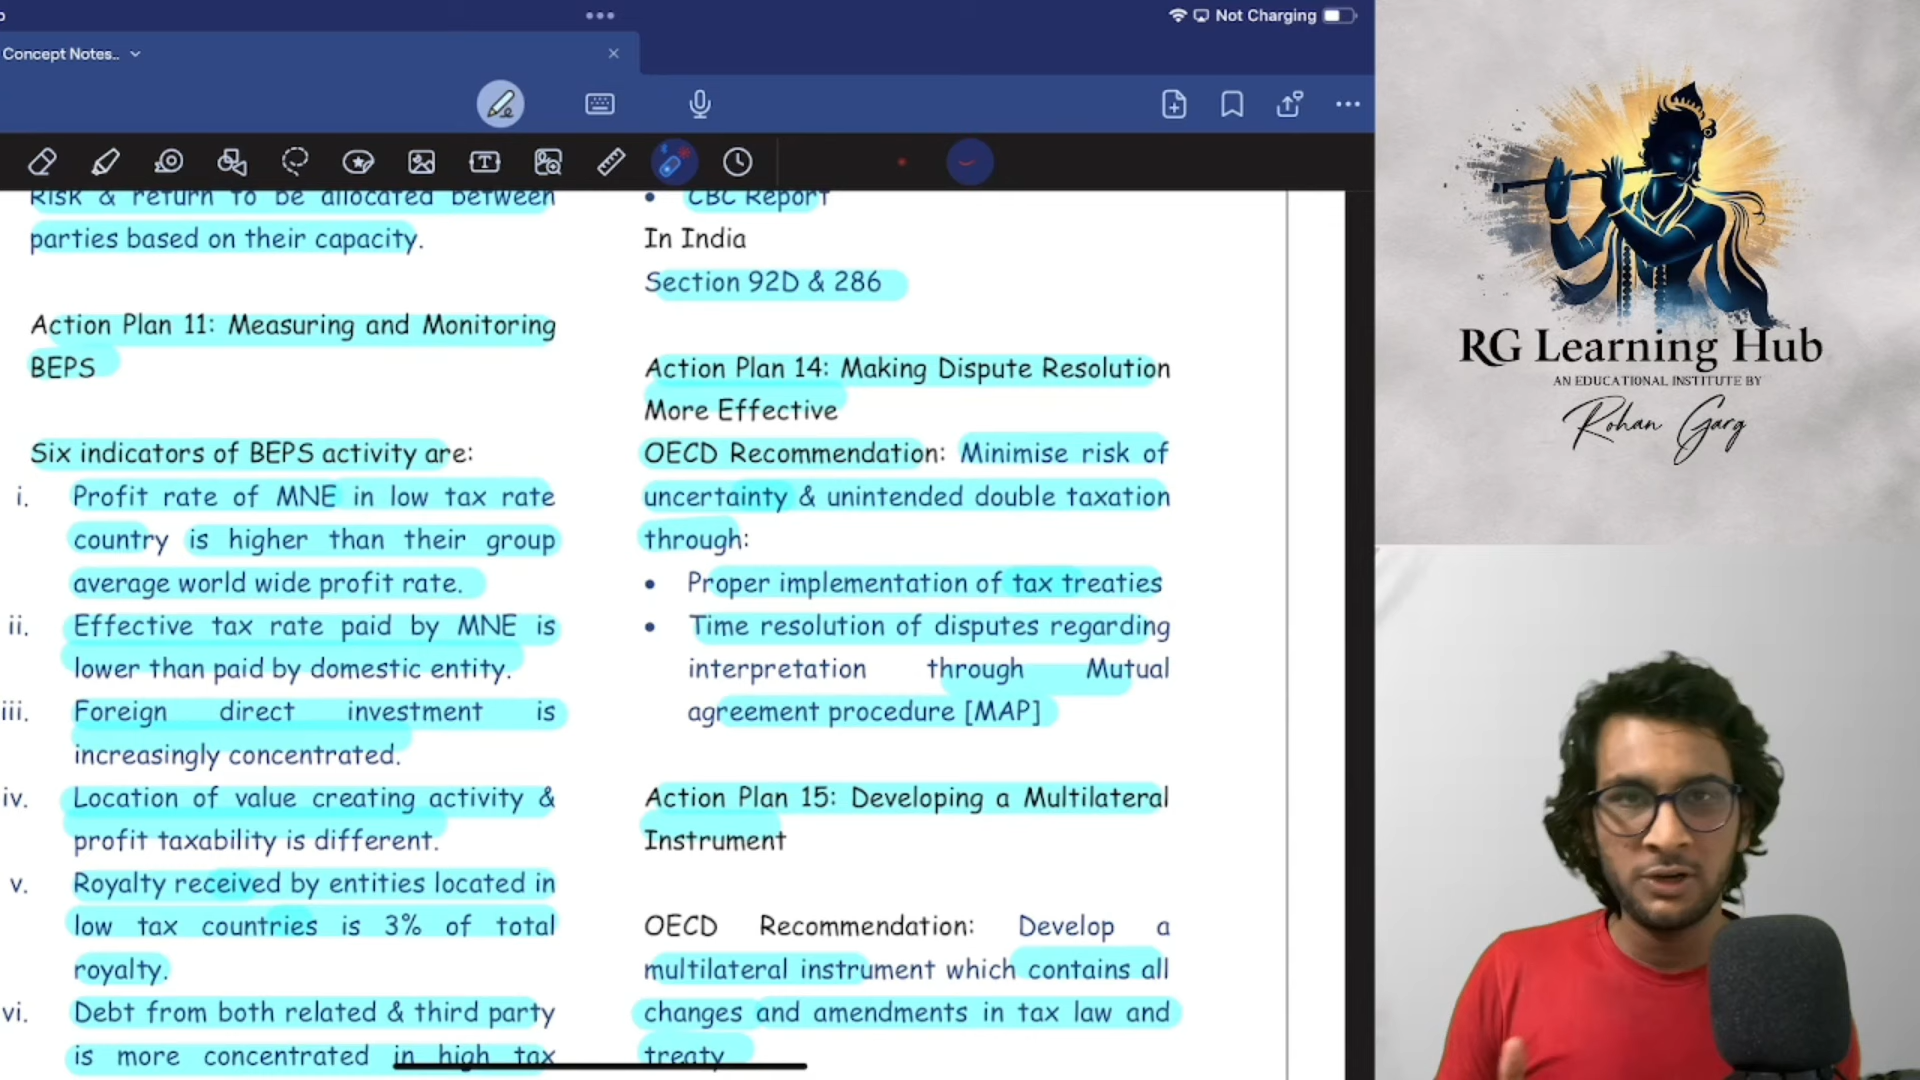 Not Charging
Concept Notes..
Risk & return to be allocated between
parties based on their capacity.
Action Plan 11: Measuring and Monitoring
BEPS
Six indicators of BEPS activity are:
i. Profit rate of MNE in low tax rate
country is higher than their group
average world wide profit rate.
ii. Effective tax rate paid by MNE is
lower than paid by domestic entity.
iii. Foreign direct investment is
increasingly concentrated.
iv. Location of value creating activity &
profit taxability is different.
v. Royalty received by entities located in
low tax countries is 3% of total
royalty.
vi. Debt from both related & third party
is more concentrated in high tax
• CBC Report
In India
Section 92D & 286
Action Plan 14: Making Dispute Resolution
More Effective
OECD Recommendation: Minimise risk of
uncertainty & unintended double taxation
through:
• Proper implementation of tax treaties
• Time resolution of disputes regarding
interpretation through Mutual
agreement procedure [MAP]
Action Plan 15: Developing a Multilateral
Instrument
OECD Recommendation: Develop a
multilateral instrument which contains all
changes and amendments in tax law and
treaty
RG Learning Hub
AN EDUCATIONAL INSTITUTE BY
Rohan Garg